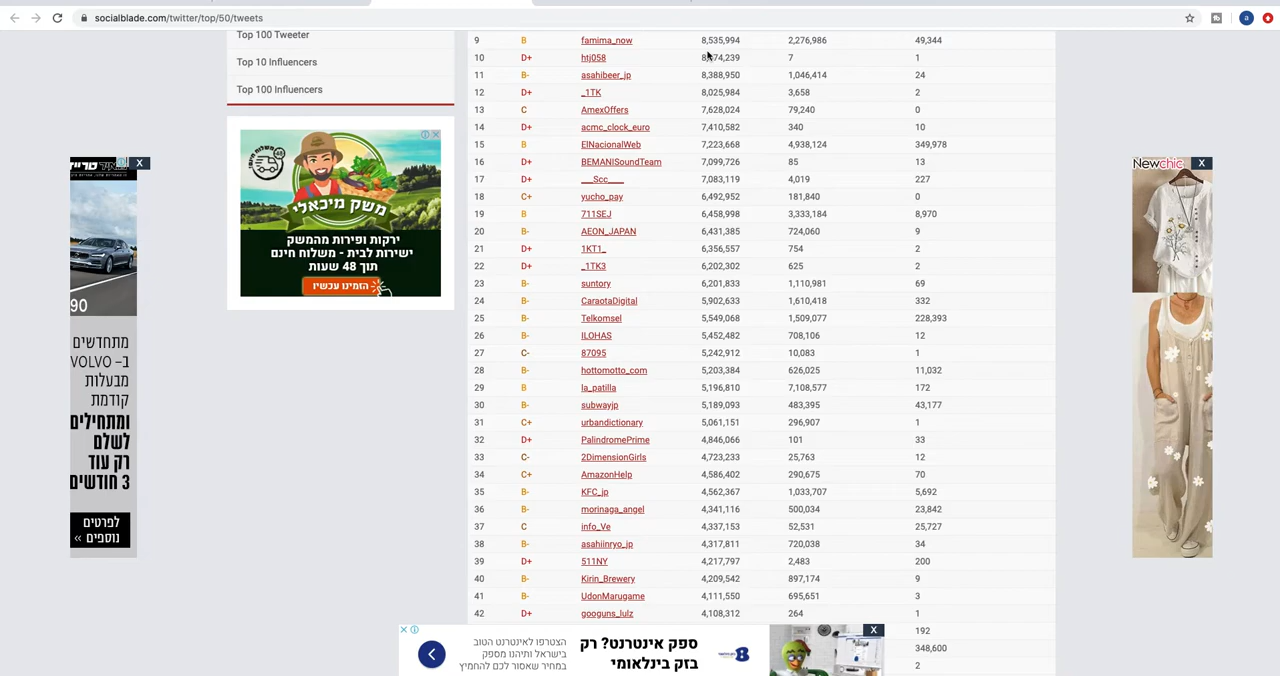 socialblade.com/twitter/top/50/tweets
a
Top 100 Tweeter
Top 10 Influencers
Top 100 Influencers
9 B famima_now 8,535,994 2,276,986 49,344
10 D+ htj058 7 1
11 B- asahibeer_jp 8,388,950 1,046,414 24
12 D+ _1TK 8,025,984 3,658 2
13 C AmexOffers 7,628,024 79,240 0
14 D+ acmc_clock_euro 7,410,582 340 10
15 B ElNacionalWeb 7,223,668 4,938,124 349,978
16 D+ BEMANISoundTeam 7,099,726 85 13
17 D+ ___Scc____ 7,083,119 4,019 227
18 C+ yucho_pay 6,492,952 181,840 0
19 B 711SEJ 6,458,998 3,333,184 8,970
20 B- AEON_JAPAN 6,431,385 724,060 9
21 D+ 1KT1_ 6,356,557 754 2
22 D+ _1TK3 6,202,302 625 2
23 B- suntory 6,201,833 1,110,981 69
24 B- CaraotaDigital 5,902,633 1,610,418 332
25 B- Telkomsel 5,549,068 1,509,077 228,393
26 B- ILOHAS 5,452,482 708,106 12
27 C- 87095 5,242,912 10,083 1
28 B- hottomotto_com 5,203,384 626,025 11,032
29 B la_patilla 5,196,810 7,108,577 172
30 B- subwayjp 5,189,093 483,395 43,177
31 C+ urbandictionary 5,061,151 296,907 1
32 D+ PalindromePrime 4,846,066 101 33
33 C- 2DimensionGirls 4,723,233 25,763 12
34 C+ AmazonHelp 4,586,402 290,675 70
35 B- KFC_jp 4,562,367 1,033,707 5,692
36 B- morinaga_angel 4,341,116 500,034 23,842
37 C info_Ve 4,337,153 52,531 25,727
38 B- asahiinryo_jp 4,317,811 720,038 34
39 D+ 511NY 4,217,797 2,483 200
40 B- Kirin_Brewery 4,209,542 897,174 9
41 B- UdonMarugame 4,111,550 695,651 3
42 D+ googuns_lulz 4,108,312 264 1
192
348,600
2
48 שעות
משק מיכאלי
ירקות ופירות מהמשק
ישירות לבית - משלוח חינם
תוך 48 שעות
הזמינו עכשיו
X
90
מתחדשים
ב– VOLVO
מבעלות
קודמת
ומתחילים
לשלם
רק עוד
3 חודשים
לפרטים
נוספים »
Newchic
X
הצטרפו לאינטרנט הטוב
בישראל ותיהנו מספק
במחיר שאסור לכם להחמיץ
ספק אינטרנט? רק
בזק בינלאומי
X